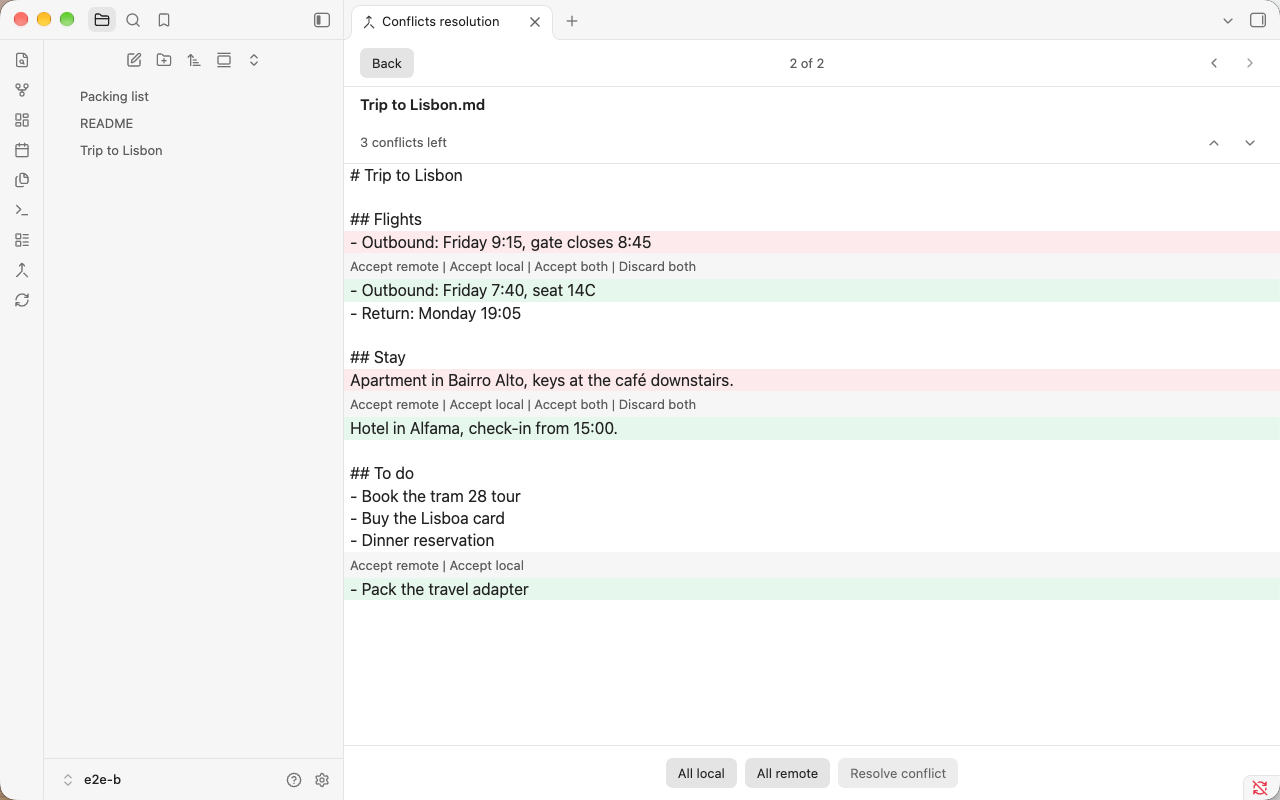 Conflicts resolution
Back
2 of 2
Packing list
README
Trip to Lisbon
Trip to Lisbon.md
3 conflicts left
# Trip to Lisbon
## Flights
- Outbound: Friday 9:15, gate closes 8:45
Accept remote | Accept local | Accept both | Discard both
- Outbound: Friday 7:40, seat 14C
- Return: Monday 19:05
## Stay
Apartment in Bairro Alto, keys at the café downstairs.
Accept remote | Accept local | Accept both | Discard both
Hotel in Alfama, check-in from 15:00.
## To do
- Book the tram 28 tour
- Buy the Lisboa card
- Dinner reservation
Accept remote | Accept local
- Pack the travel adapter
e2e-b
All local
All remote
Resolve conflict